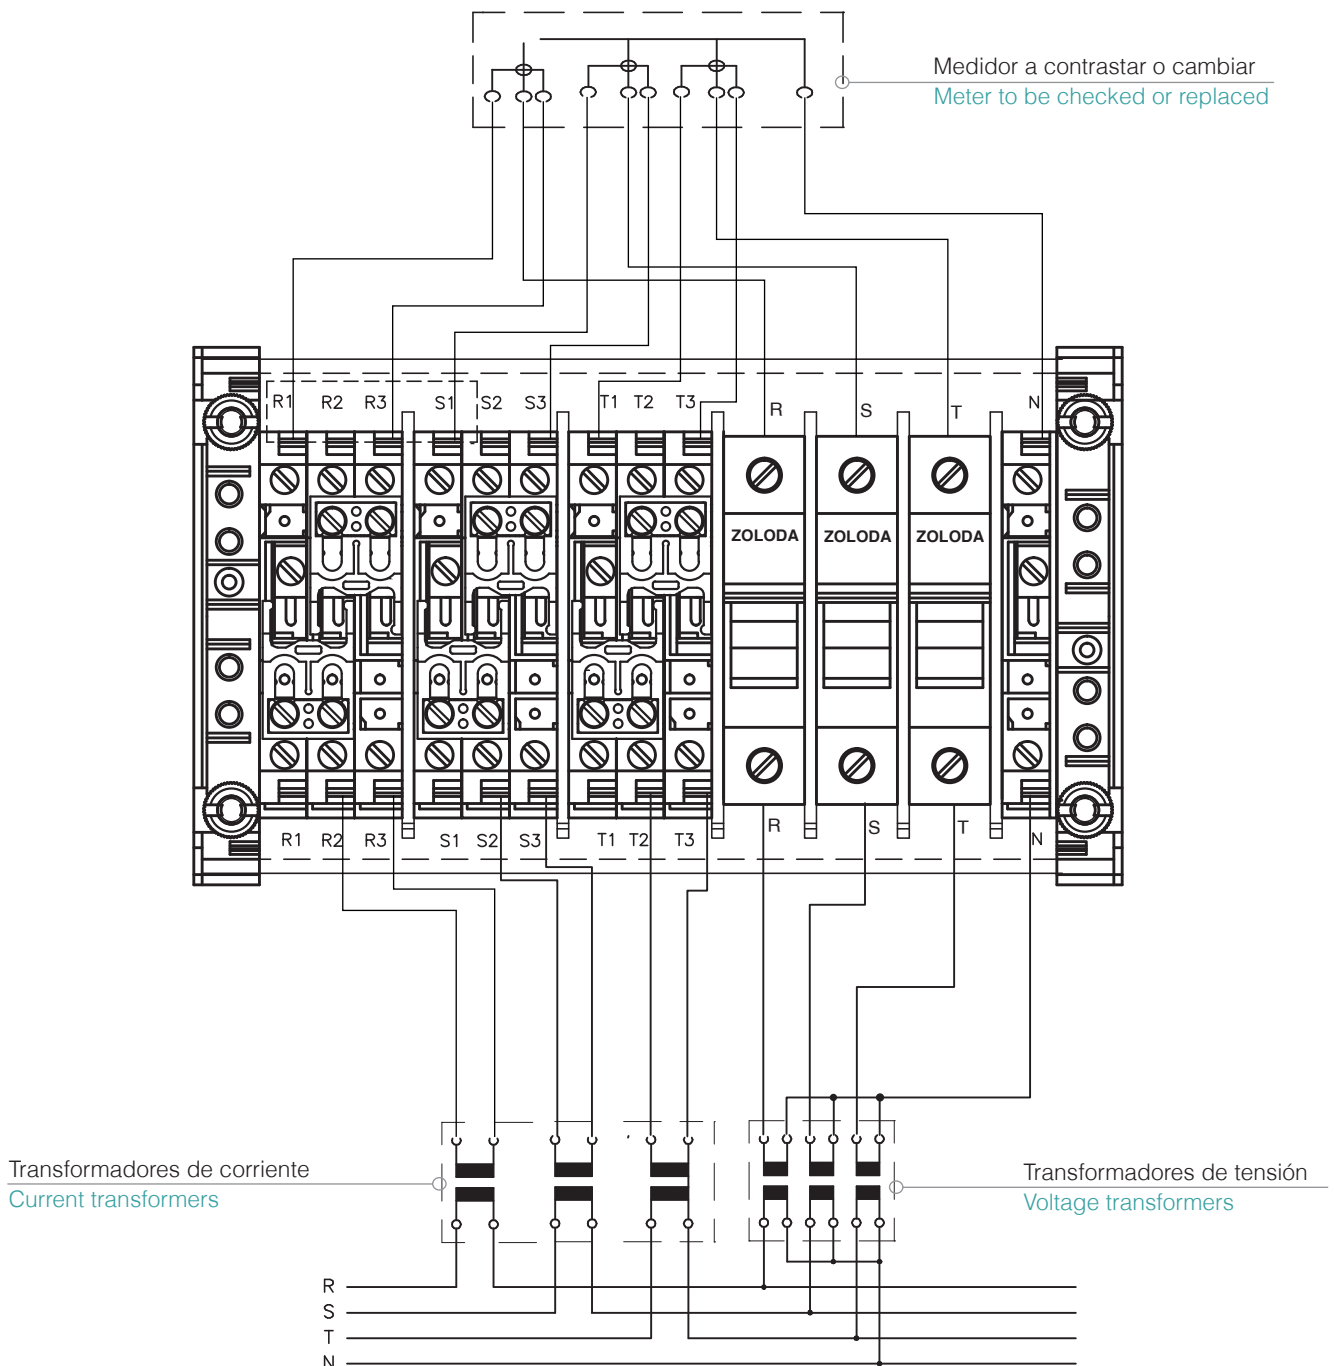 Medidor a contrastar o cambiar
Meter to be checked or replaced
R1 R2 R3 S1 S2 S3 T1 T2 T3 R S T N
ZOLODA ZOLODA ZOLODA
R1 R2 R3 S1 S2 S3 T1 T2 T3 R S T N
Transformadores de corriente
Current transformers
Transformadores de tensión
Voltage transformers
R
S
T
N